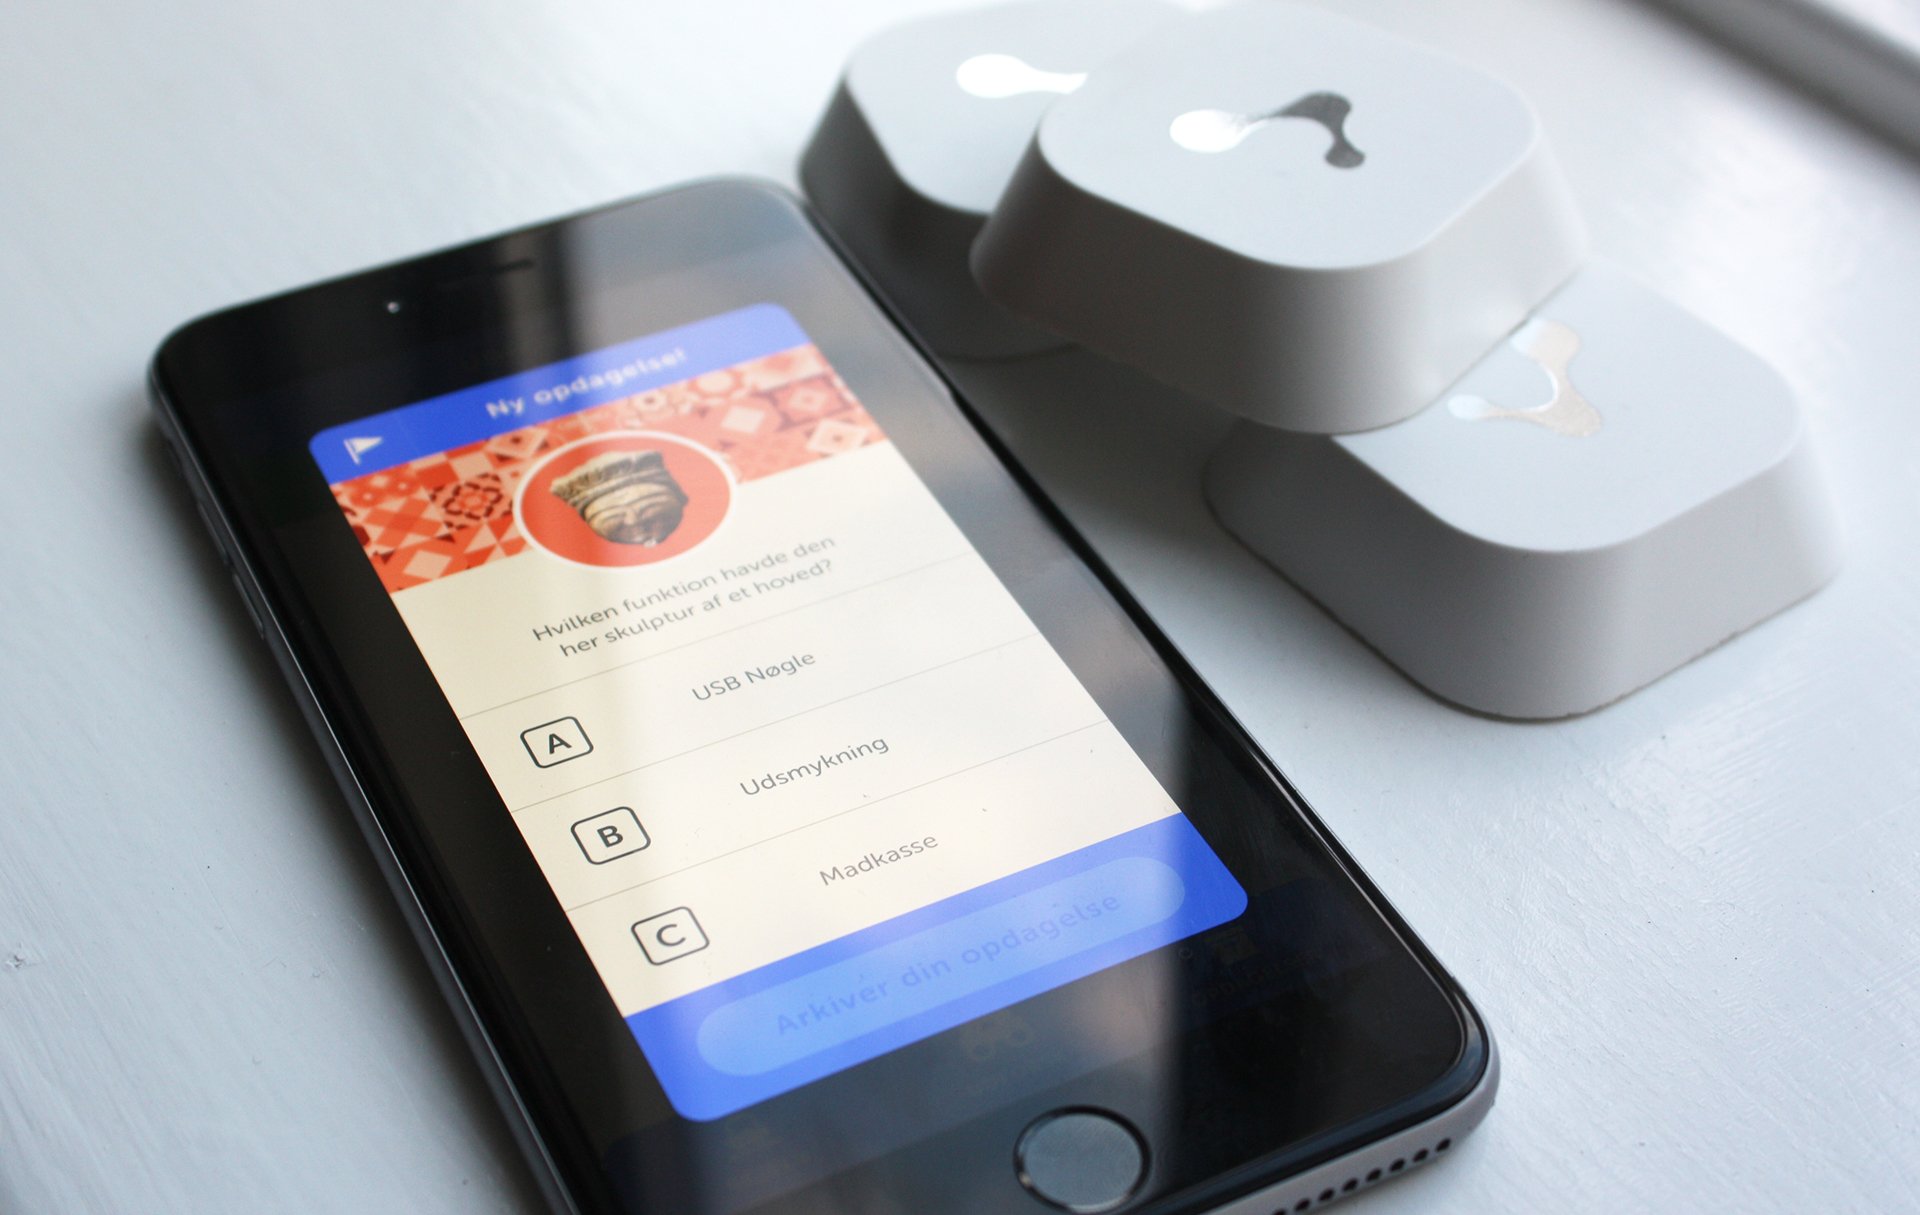 Ny opdagelse!
Hvilken funktion havde den
her skulptur af et hoved?
A
USB Nøgle
B
Udsmykning
C
Madkasse
Arkiver din opdagelse